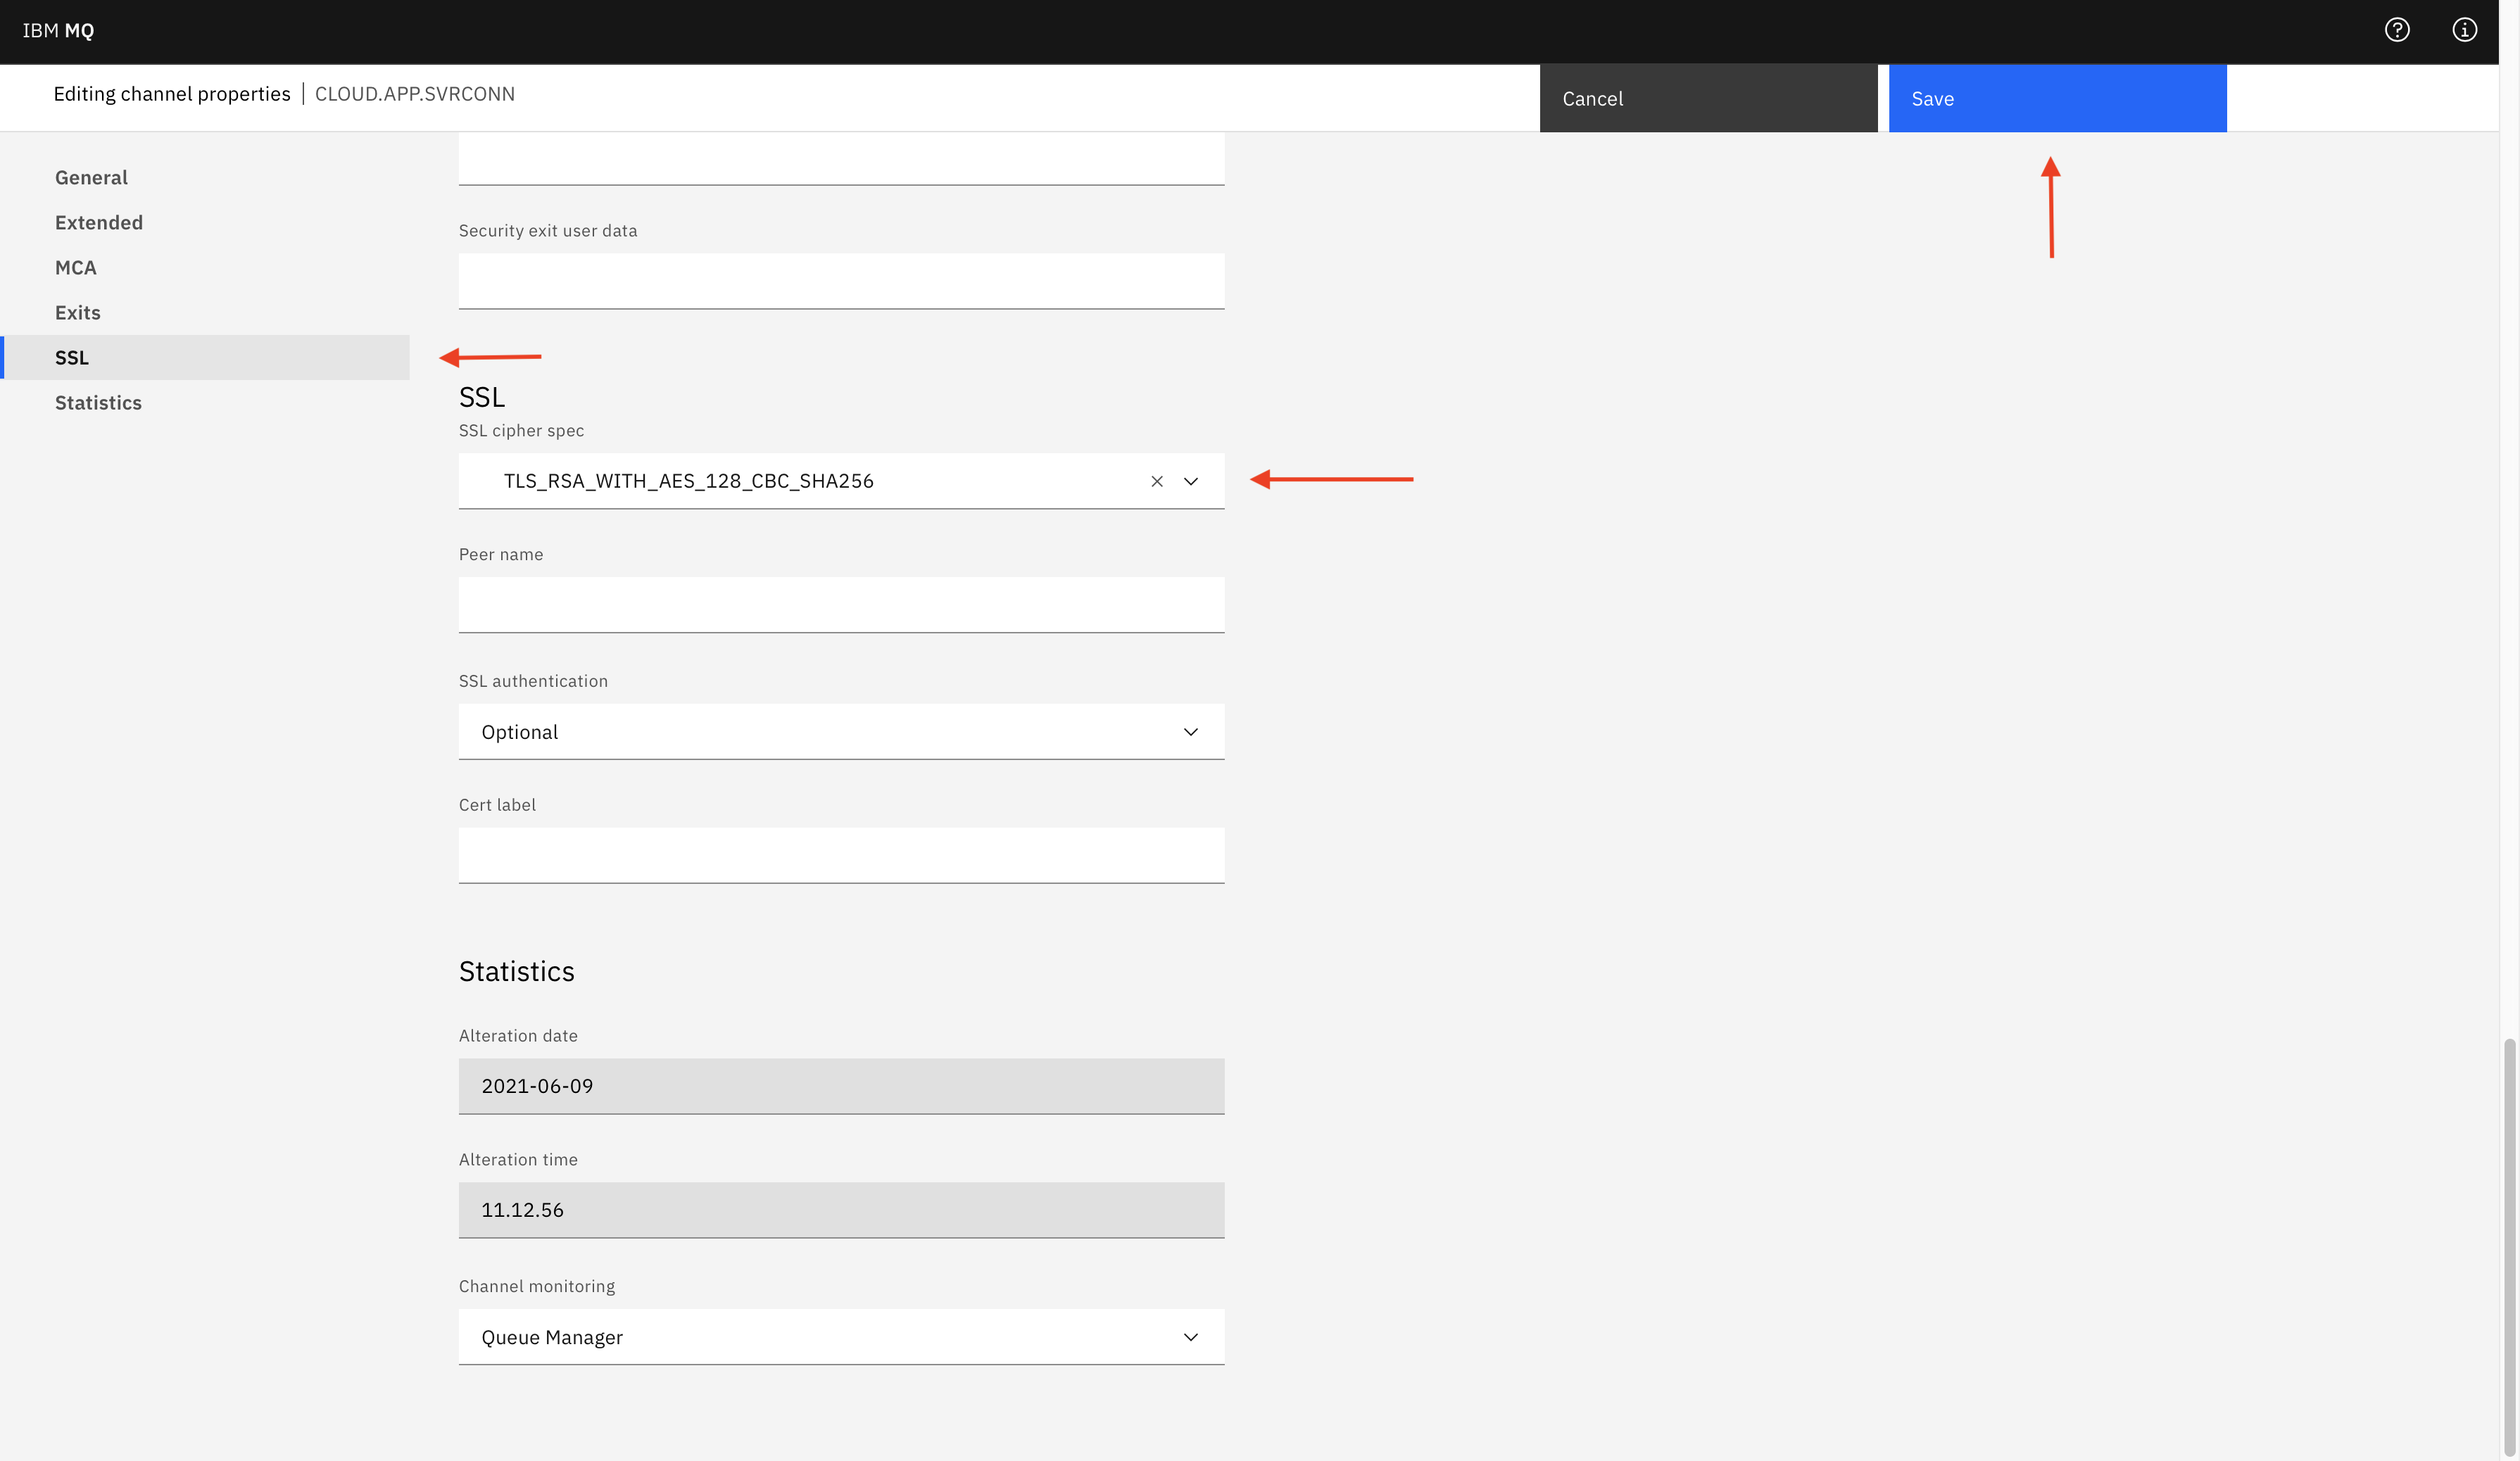 IBM MQ
Editing channel properties | CLOUD.APP.SVRCONN
Cancel
Save
General
Extended
MCA
Exits
SSL
Statistics
Security exit user data
SSL
SSL cipher spec
TLS_RSA_WITH_AES_128_CBC_SHA256
Peer name
SSL authentication
Optional
Cert label
Statistics
Alteration date
2021-06-09
Alteration time
11.12.56
Channel monitoring
Queue Manager